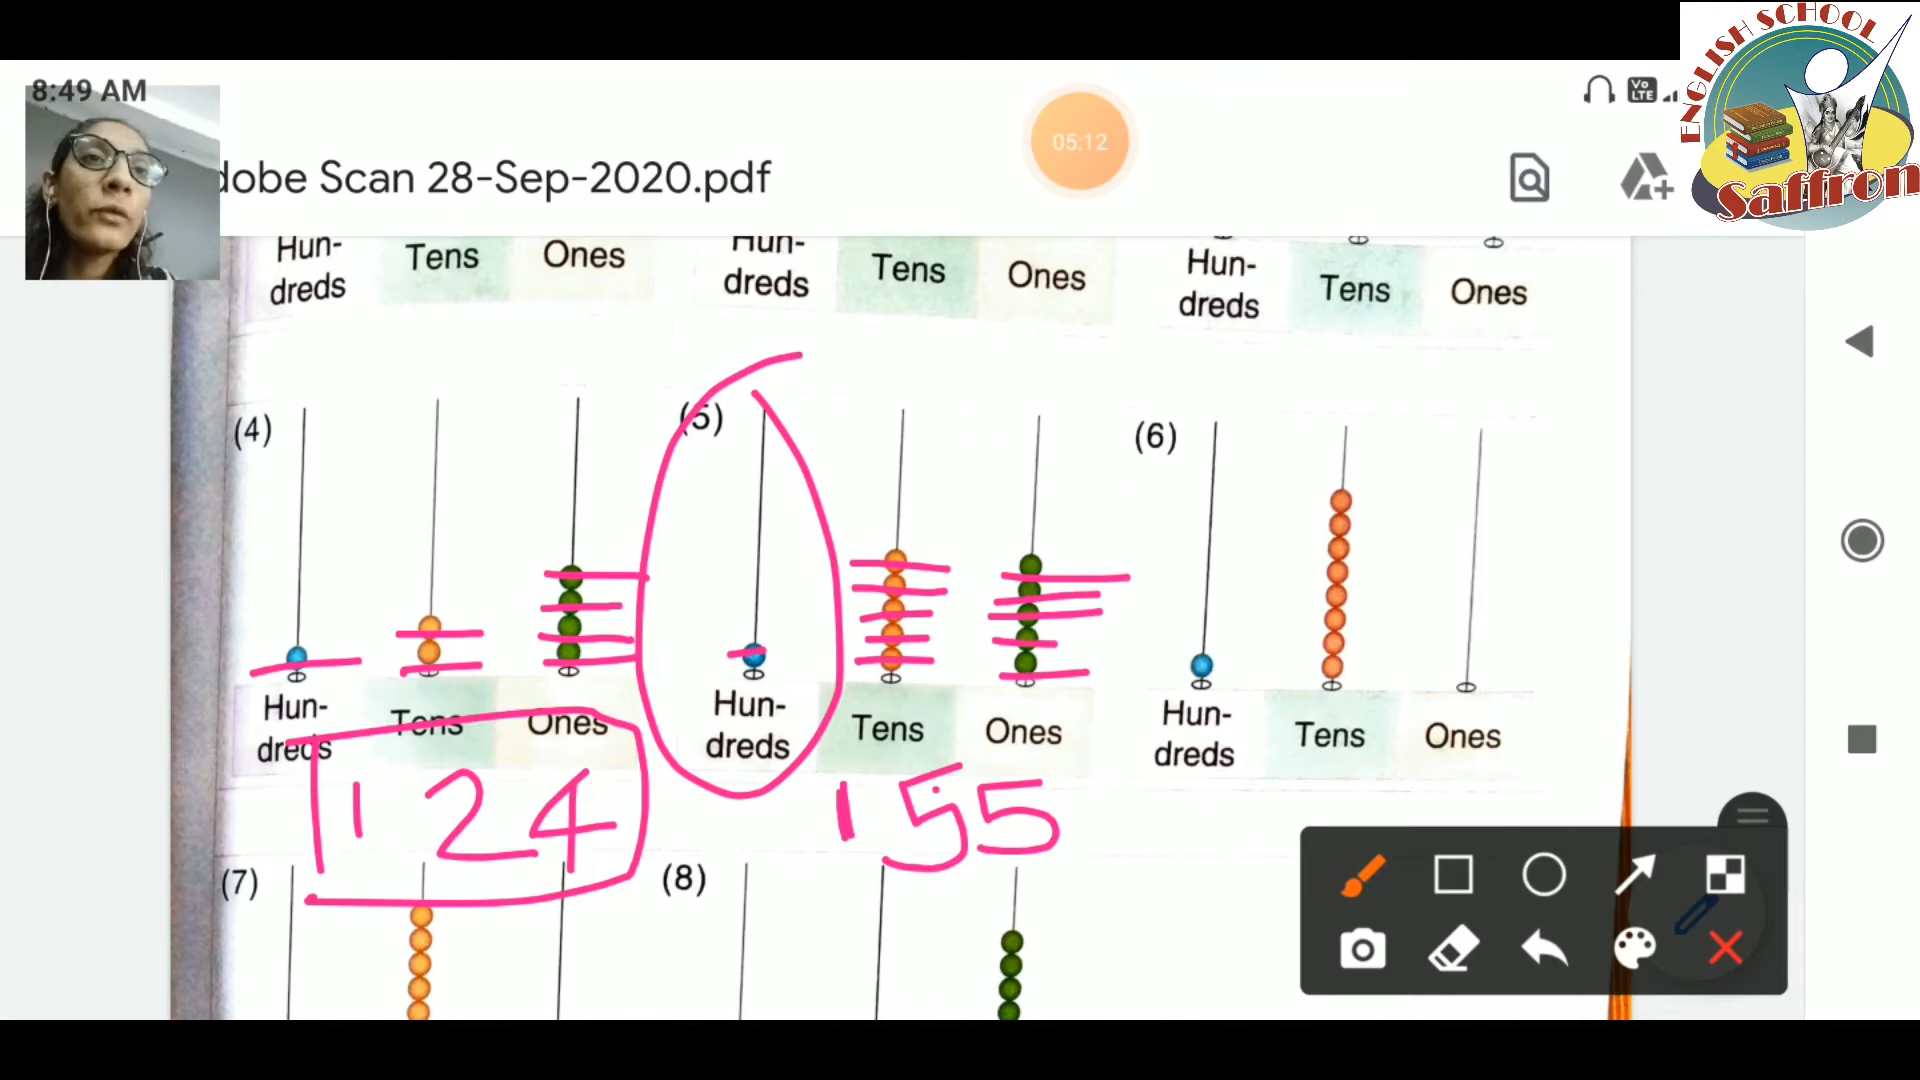 8:49 AM
Vo
LTE
05:12
dobe Scan 28-Sep-2020.pdf
ENGLISH SCHOOL
Saffron
Hun-
dreds
Tens
Ones
Hun-
dreds
Tens
Ones
Hun-
dreds
Tens
Ones
(4)
(5)
(6)
Hun-
dreds
Tens
Ones
Hun-
dreds
Tens
Ones
Hun-
dreds
Tens
Ones
124
155
(7)
(8)